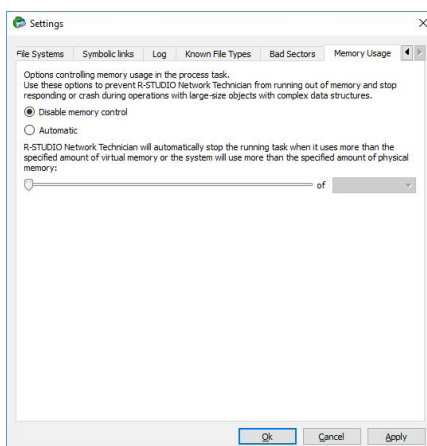 Settings
File Systems Symbolic links Log Known File Types Bad Sectors Memory Usage
Options controlling memory usage in the process task.
Use these options to prevent R-STUDIO Network Technician from running out of memory and stop
responding or crash during operations with large-size objects with complex data structures.
Disable memory control
Automatic
R-STUDIO Network Technician will automatically stop the running task when it uses more than the
specified amount of virtual memory or the system will use more than the specified amount of physical
memory:
of
Ok Cancel Apply